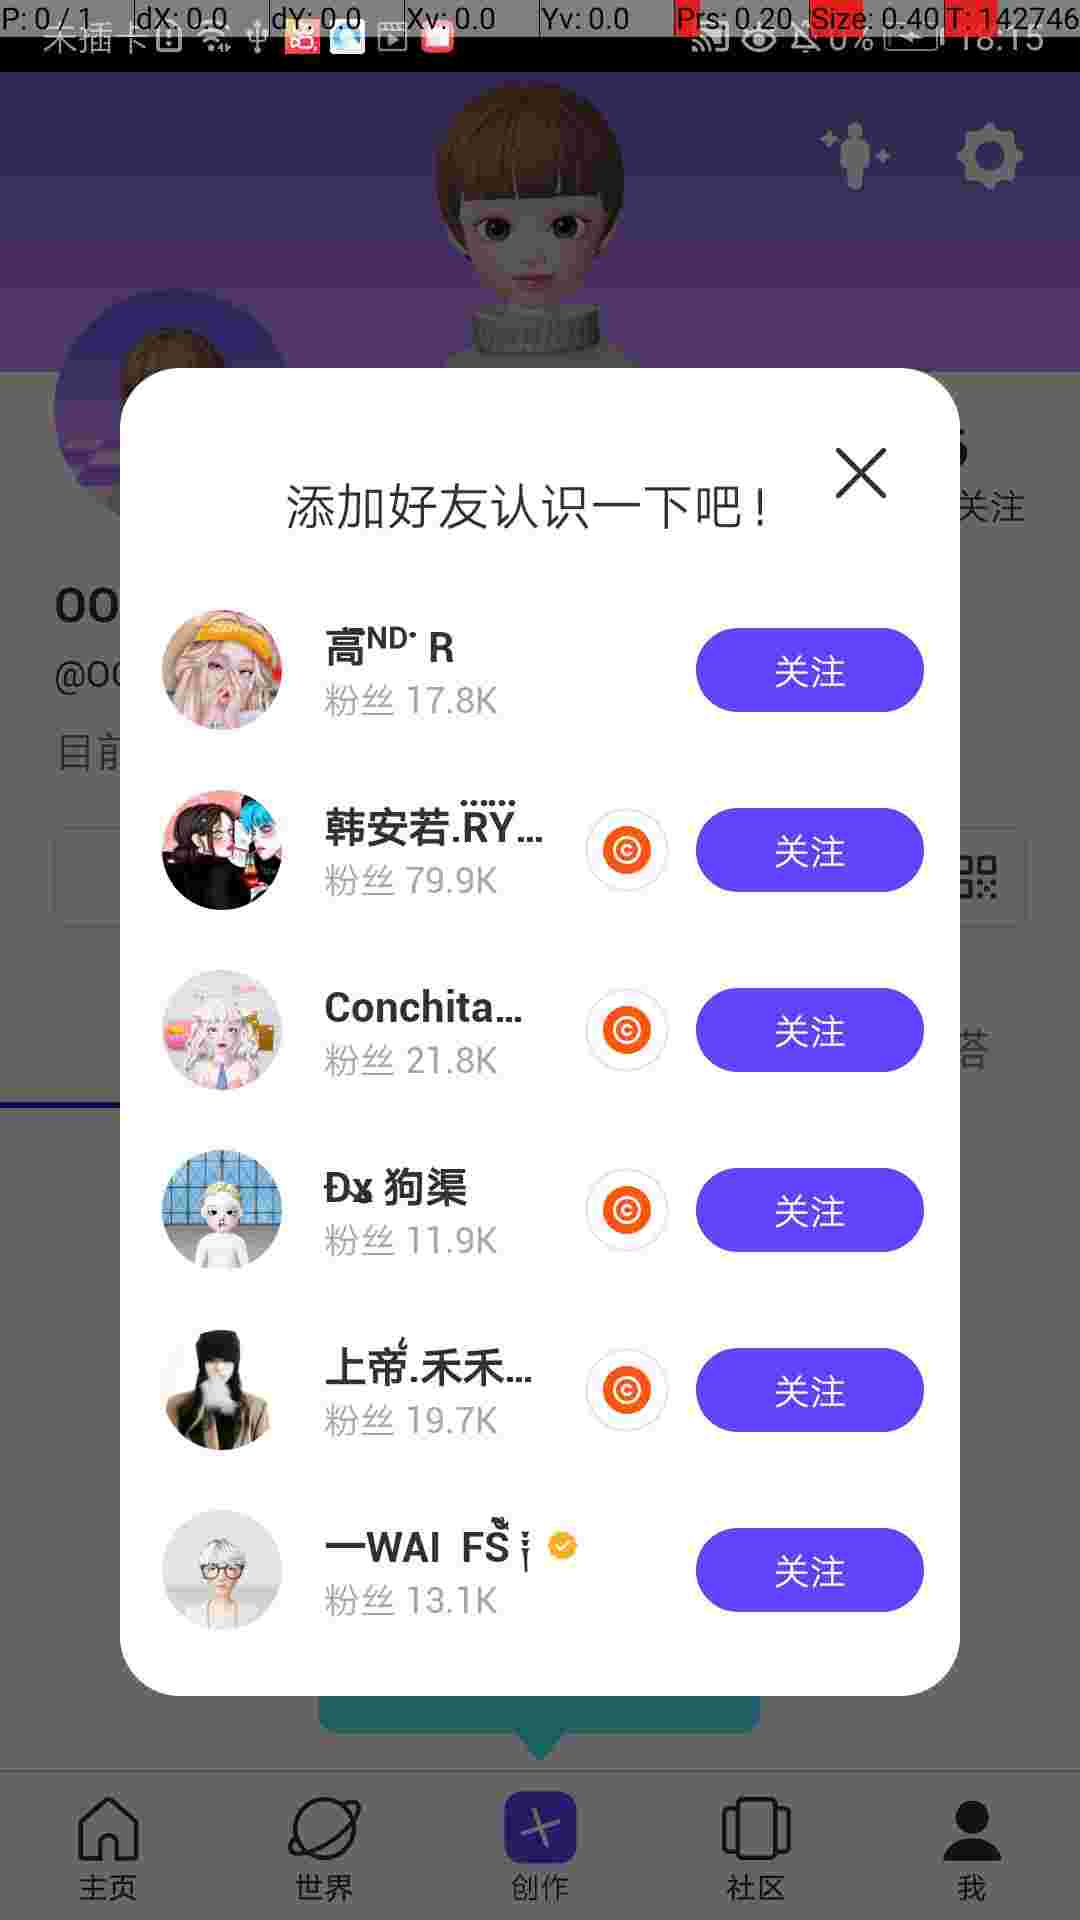 P: 0 / 1 dX: 0.0 dY: 0.0 Xv: 0.0 Yv: 0.0 Prs: 0.20 Size: 0.40 T: 142746
未插卡 0% 18:15
关注
添加好友认识一下吧!
00
@00
目前
高ᴺᴰ· R
粉丝 17.8K
关注
韩安若.RY...
粉丝 79.9K
关注
Conchita...
粉丝 21.8K
关注
答
狗渠
粉丝 11.9K
关注
上帝.禾禾...
粉丝 19.7K
关注
一WAI FS
粉丝 13.1K
关注
主页 世界 创作 社区 我